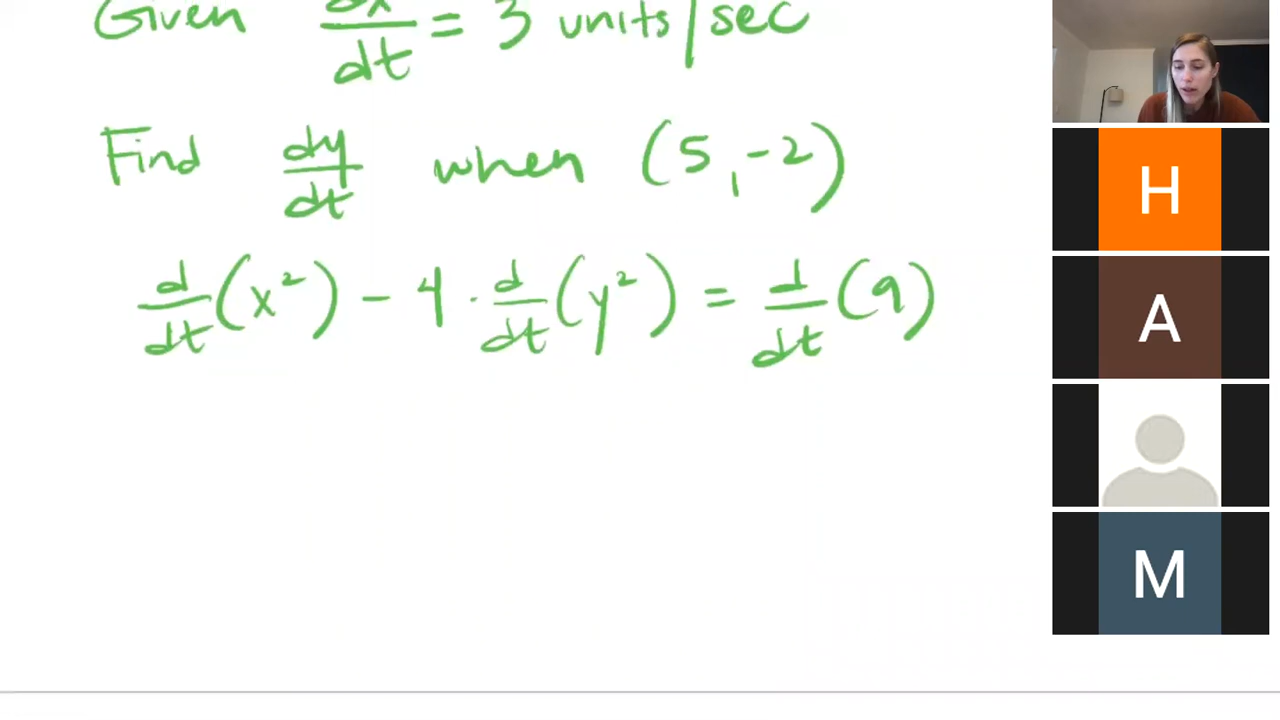 Given dx/dt = 3 units/sec
Find dy/dt when (5, -2)
d/dt (x²) - 4 · d/dt (y²) = d/dt (9)
H
A
M